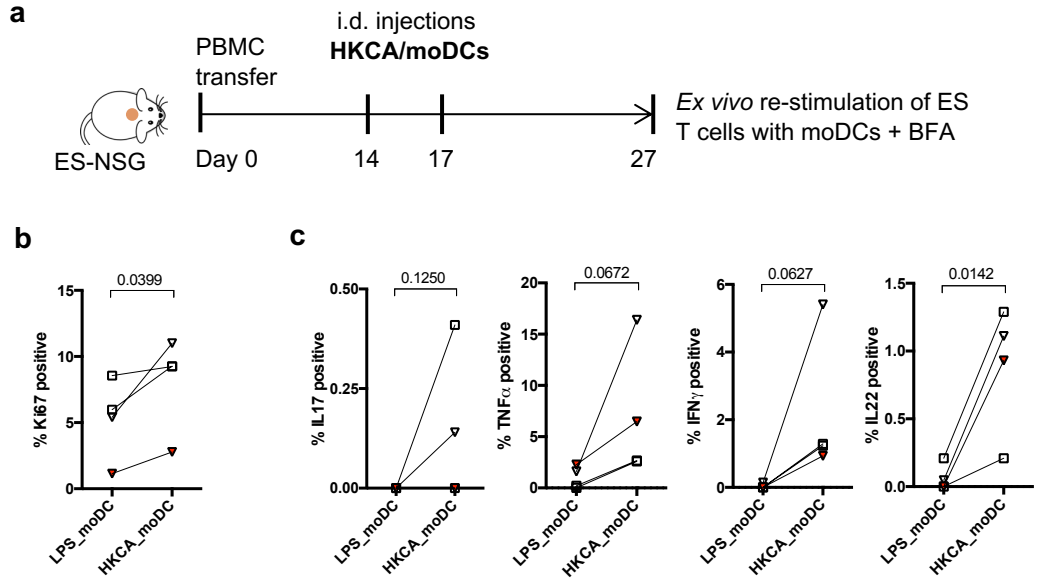 a
i.d. injections
HKCA/moDCs
PBMC
transfer
Ex vivo re-stimulation of ES
T cells with moDCs + BFA
ES-NSG
Day 0
14
17
27
b
0.0399
15
10
5
0
% Ki67 positive
LPS_moDC
HKCA_moDC
c
0.1250
0.50
0.25
0.00
% IL17 positive
LPS_moDC
HKCA_moDC
0.0672
20
15
10
5
0
% TNFα positive
LPS_moDC
HKCA_moDC
0.0627
6
4
2
0
% IFNγ positive
LPS_moDC
HKCA_moDC
0.0142
1.5
1.0
0.5
0.0
% IL22 positive
LPS_moDC
HKCA_moDC